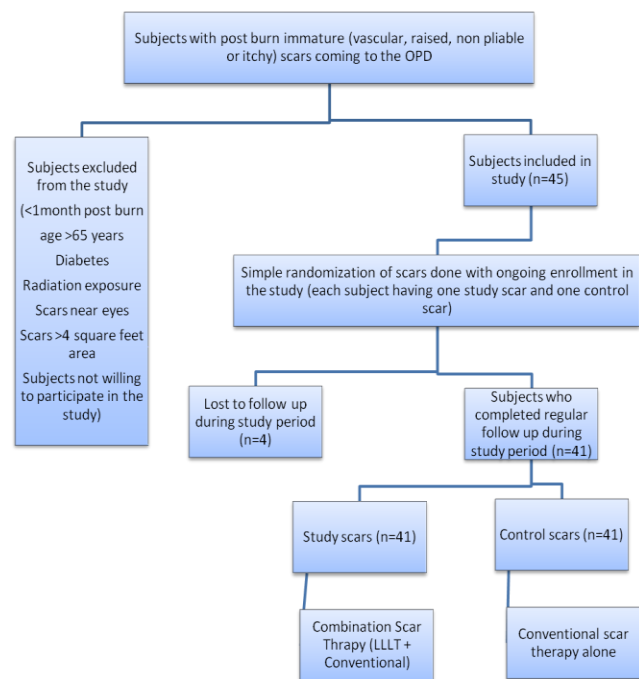 Subjects with post burn immature (vascular, raised, non pliable
or itchy) scars coming to the OPD
Subjects excluded
from the study
(<1month post burn
age >65 years
Diabetes
Radiation exposure
Scars near eyes
Scars >4 square feet
area
Subjects not willing
to participate in the
study)
Subjects included in
study (n=45)
Simple randomization of scars done with ongoing enrollment in
the study (each subject having one study scar and one control
scar)
Lost to follow up
during study period
(n=4)
Subjects who
completed regular
follow up during
study period (n=41)
Study scars (n=41)
Control scars (n=41)
Combination Scar
Thrapy (LLLT +
Conventional)
Conventional scar
therapy alone